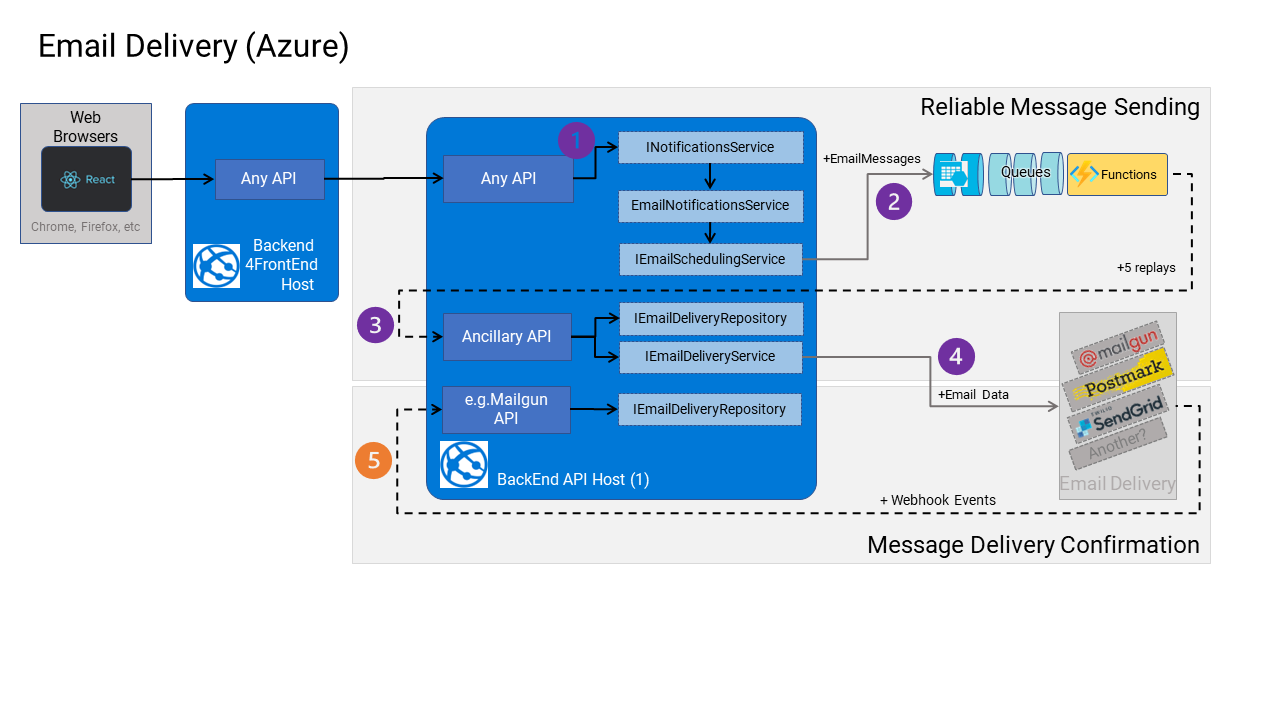 Email Delivery (Azure)
Reliable Message Sending
Web
Browsers
React
Chrome, Firefox, etc
Any API
Backend
4FrontEnd
Host
Any API
1
INotificationsService
EmailNotificationsService
IEmailSchedulingService
+EmailMessages
2
Queues
Functions
+5 replays
3
Ancillary API
IEmailDeliveryRepository
IEmailDeliveryService
4
+Email Data
@mailgun
Postmark
TWILIO
SendGrid
Another?
Email Delivery
e.g.Mailgun
API
IEmailDeliveryRepository
5
BackEnd API Host (1)
+ Webhook Events
Message Delivery Confirmation